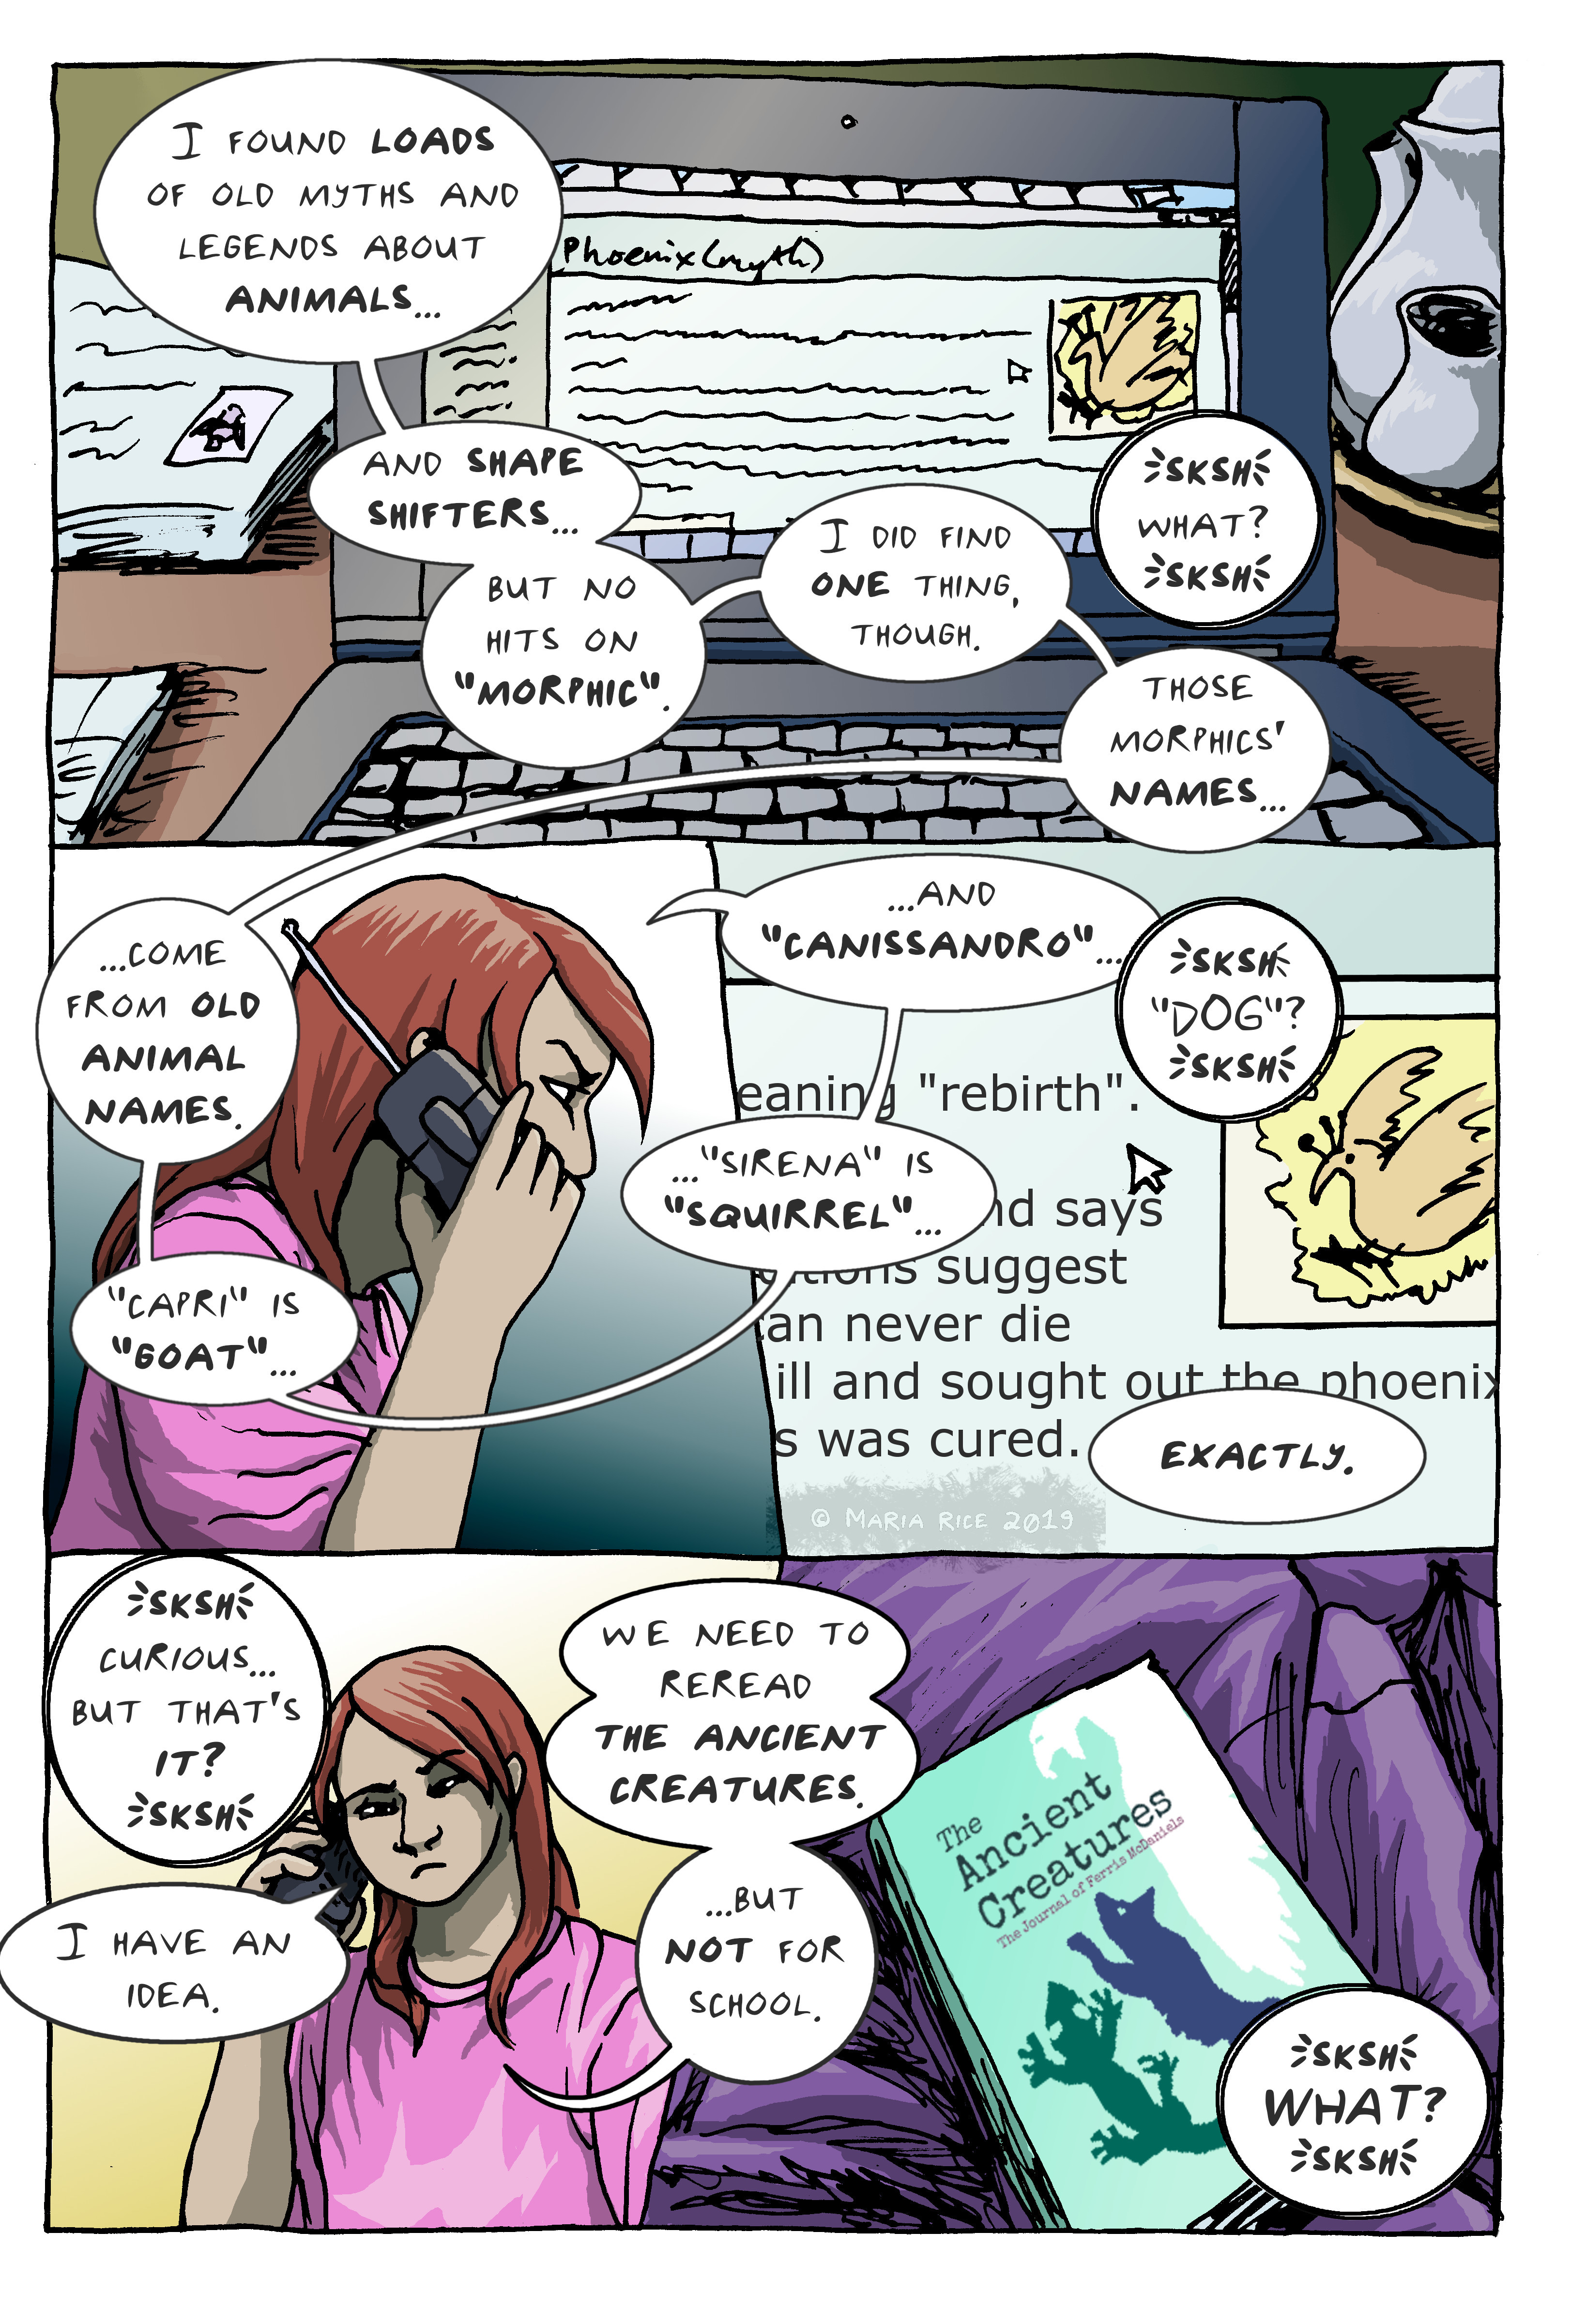 I FOUND LOADS
OF OLD MYTHS AND
LEGENDS ABOUT
ANIMALS...
Phoenix (myth)
AND SHAPE
SHIFTERS...
BUT NO
HITS ON
"MORPHIC".
SKSH
WHAT?
SKSH
I DID FIND
ONE THING,
THOUGH.
THOSE
MORPHICS'
NAMES...
...COME
FROM OLD
ANIMAL
NAMES.
"CAPRI" IS
"GOAT"...
..."SIRENA" IS
"SQUIRREL"...
...AND
"CANISSANDRO"...
SKSH
"DOG"?
SKSH
eaning "rebirth".
nd says
suggest
an never die
ill and sought out the phoenix
s was cured.
EXACTLY.
© MARIA RICE 2019
SKSH
CURIOUS...
BUT THAT'S
IT?
SKSH
I HAVE AN
IDEA.
WE NEED TO
REREAD
THE ANCIENT
CREATURES.
...BUT
NOT FOR
SCHOOL.
The
Ancient
Creatures
The Journal of Ferris McDaniels
SKSH
WHAT?
SKSH